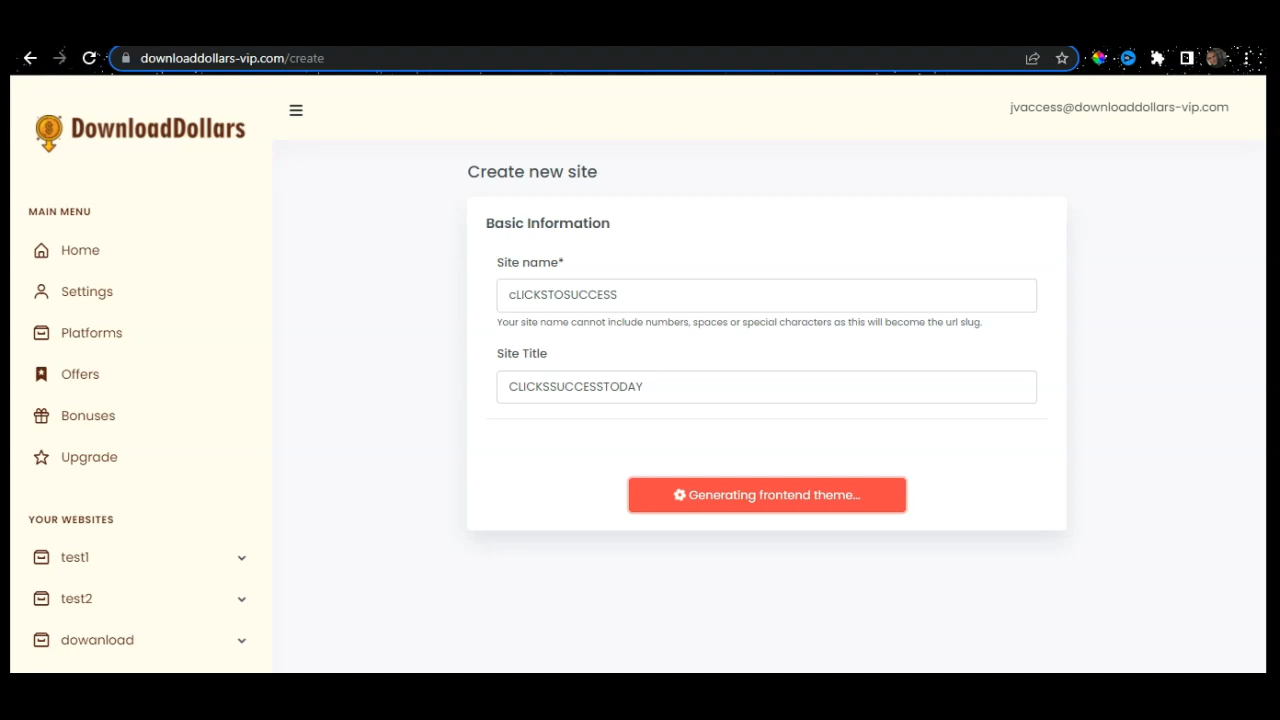 downloaddollars-vip.com/create
DownloadDollars
jvaccess@downloaddollars-vip.com
MAIN MENU
Home
Settings
Platforms
Offers
Bonuses
Upgrade
YOUR WEBSITES
test1
test2
dowanload
Create new site
Basic Information
Site name*
cLICKSTOSUCCESS
Your site name cannot include numbers, spaces or special characters as this will become the url slug.
Site Title
CLICKSSUCCESSTODAY
Generating frontend theme...